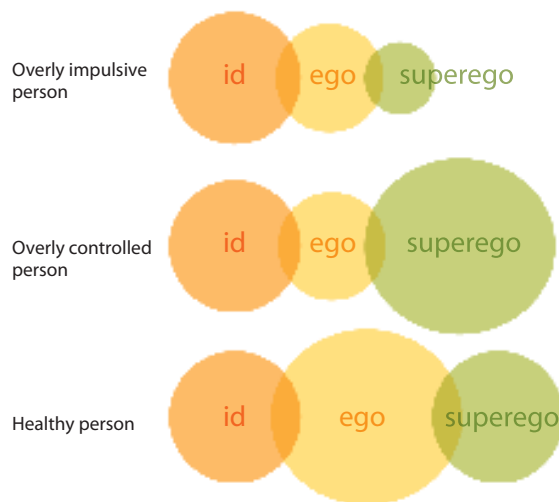 Overly impulsive
person
id
ego
superego
Overly controlled
person
id
ego
superego
Healthy person
id
ego
superego